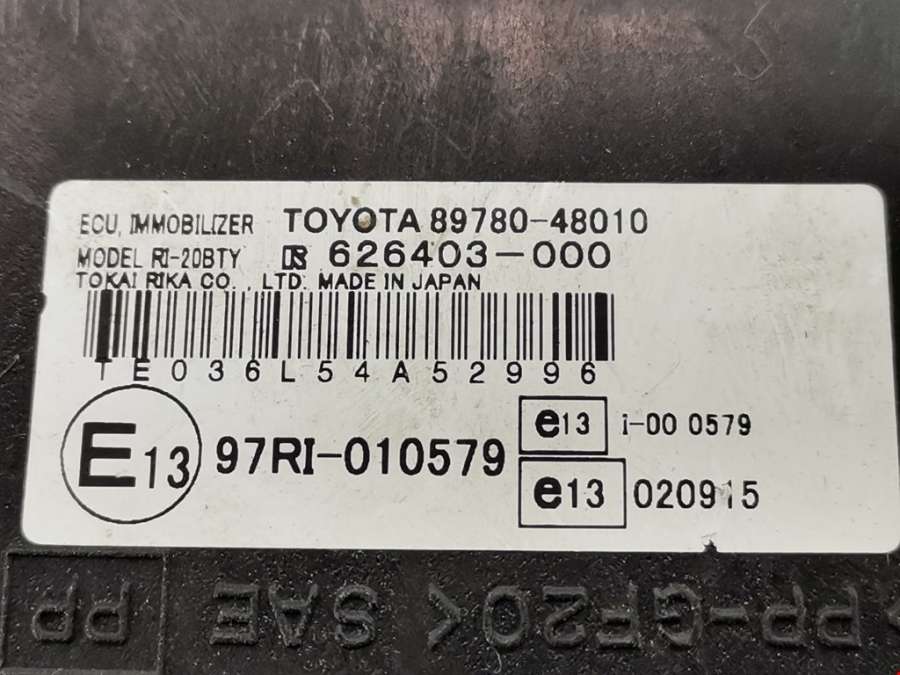 ECU, IMMOBILIZER TOYOTA 89780-48010
MODEL RI-20BTY 626403-000
TOKAI RIKA CO., LTD. MADE IN JAPAN
TE036L54A52996
E13 97RI-010579
e13 i-00 0579
e13 020915
PP SAE >PP-GF20<